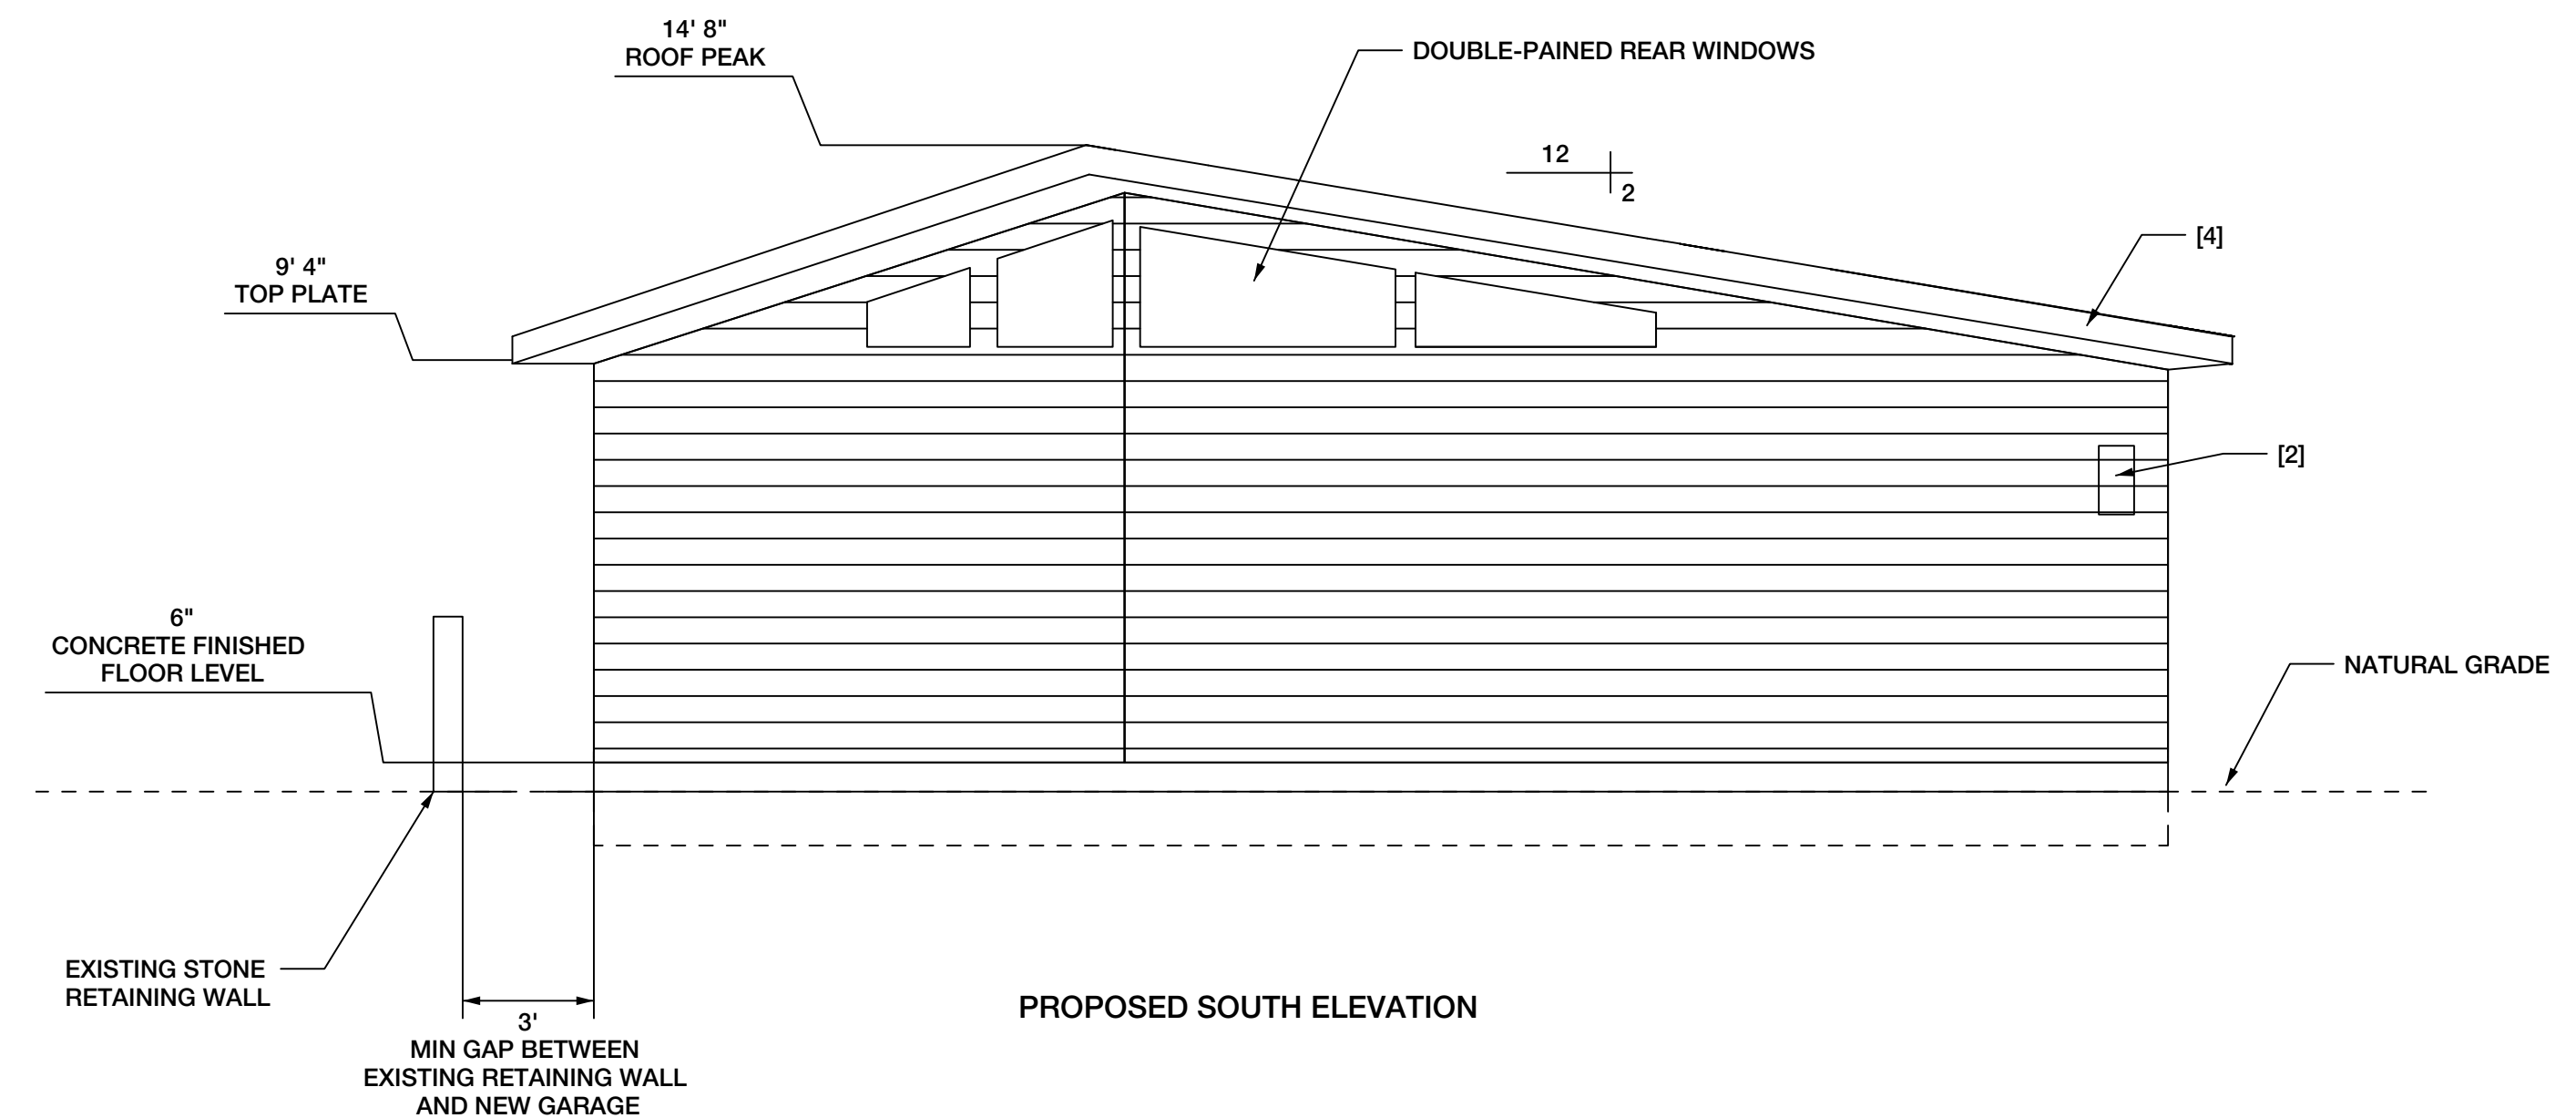 14' 8"
ROOF PEAK
DOUBLE-PAINED REAR WINDOWS
12
2
[4]
9' 4"
TOP PLATE
[2]
6"
CONCRETE FINISHED
FLOOR LEVEL
NATURAL GRADE
EXISTING STONE
RETAINING WALL
PROPOSED SOUTH ELEVATION
3'
MIN GAP BETWEEN
EXISTING RETAINING WALL
AND NEW GARAGE